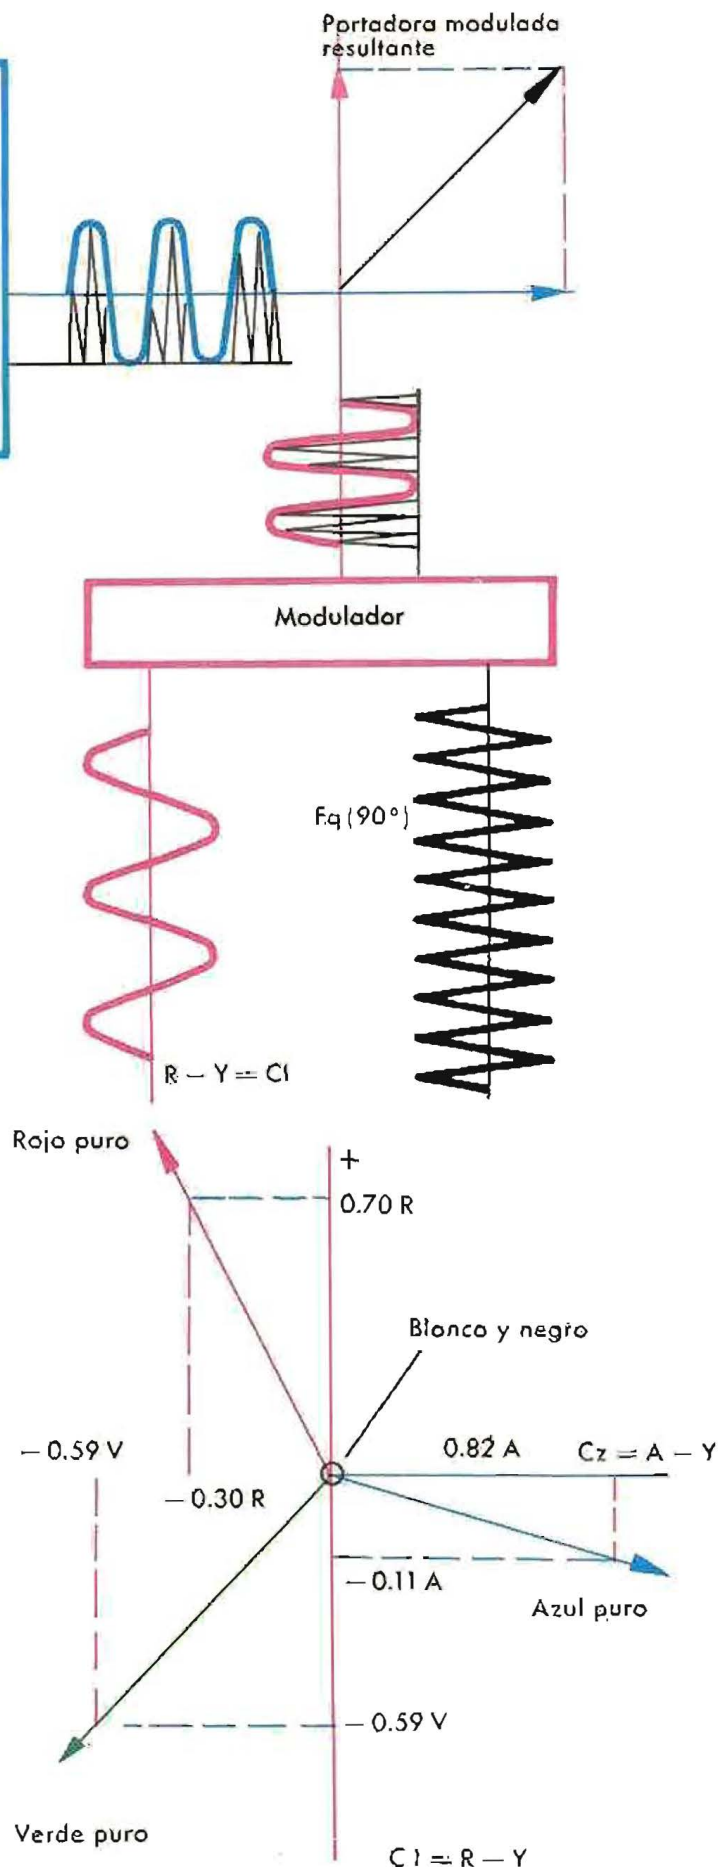 Portadora modulada
resultante
Modulador
F.q (90°)
R – Y = Cl
Rojo puro
+
0.70 R
Blanco y negro
– 0.59 V
0.82 A
Cz = A – Y
– 0.30 R
– 0.11 A
Azul puro
– 0.59 V
Verde puro
C1 = R – Y